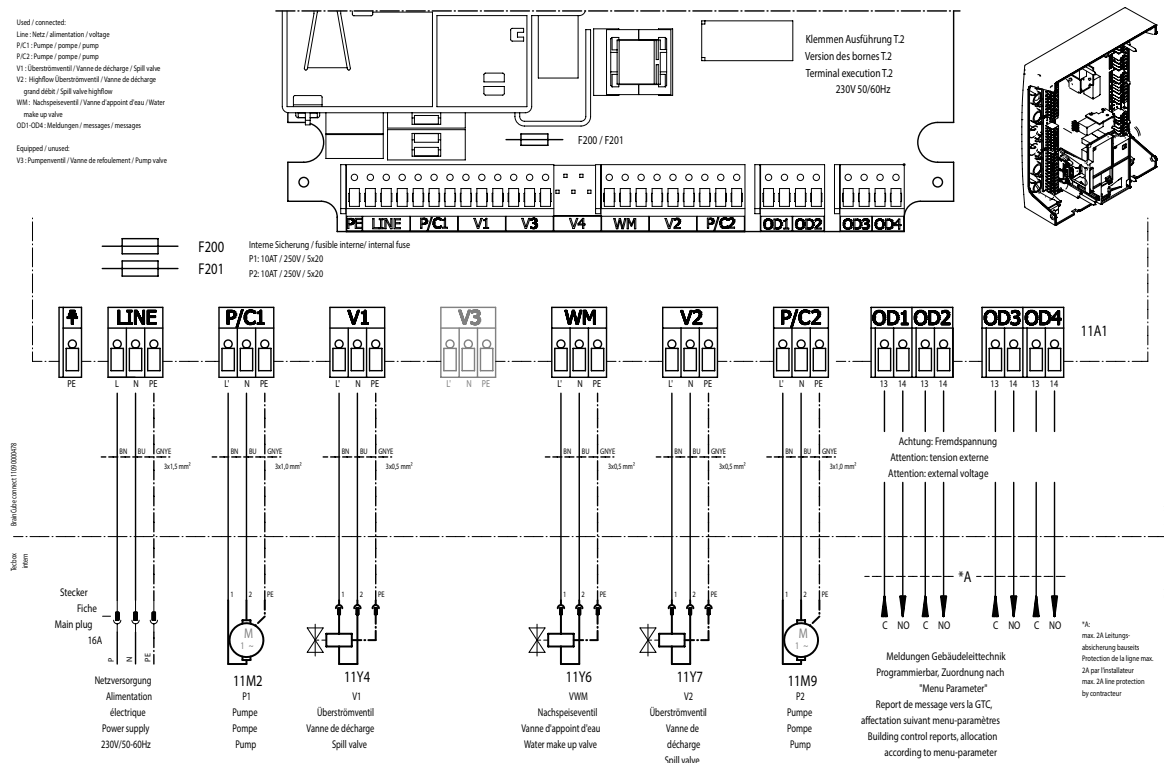 Used / connected:
Line : Netz / alimentation / voltage
P/C1 : Pumpe / pompe / pump
P/C2 : Pumpe / pompe / pump
V1 : Überströmventil / Vanne de décharge / Spill valve
V2 : Highflow Überströmventil / Vanne de décharge
grand débit / Spill valve highflow
WM : Nachspeiseventil / Vanne d'appoint d'eau / Water
make up valve
OD1-OD4 : Meldungen / messages / messages
Equipped / unused:
V3 : Pumpenventil / Vanne de refoulement / Pump valve
Klemmen Ausführung T.2
Version des bornes T.2
Terminal execution T.2
230V 50/60Hz
F200 / F201
PE LINE P/C1 V1 V3 V4 WM V2 P/C2 OD1 OD2 OD3 OD4
F200
F201
Interne Sicherung / fusible interne/ internal fuse
P1: 10AT / 250V / 5x20
P2: 10AT / 250V / 5x20
LINE P/C1 V1 V3 WM V2 P/C2 OD1 OD2 OD3 OD4
11A1
PE L N PE L' N PE L' N PE L' N PE L' N PE L' N PE L' N PE 13 14 13 14 13 14 13 14
BN BU GNYE BN BU GNYE BN BU GNYE BN BU GNYE BN BU GNYE BN BU GNYE
3x1,5 mm² 3x1,0 mm² 3x0,5 mm² 3x0,5 mm² 3x0,5 mm² 3x1,0 mm²
Achtung: Fremdspannung
Attention: tension externe
Attention: external voltage
BrainCube connect 11090000478
Tecbox
intern
Stecker
Fiche
Main plug
16A
P N PE
1 2 PE 1 2 PE 1 2 PE 1 2 PE 1 2 PE
M
1 ~
M
1 ~
*A
C NO C NO C NO C NO
Netzversorgung
Alimentation
électrique
Power supply
230V/50-60Hz
11M2
P1
Pumpe
Pompe
Pump
11Y4
V1
Überströmventil
Vanne de décharge
Spill valve
11Y6
VWM
Nachspeiseventil
Vanne d'appoint d'eau
Water make up valve
11Y7
V2
Überströmventil
Vanne de
décharge
Spill valve
11M9
P2
Pumpe
Pompe
Pump
Meldungen Gebäudeleittechnik
Programmierbar, Zuordnung nach
"Menu Parameter"
Report de message vers la GTC,
affectation suivant menu-paramètres
Building control reports, allocation
according to menu-parameter
*A:
max. 2A Leitungs-
absicherung bauseits
Protection de la ligne max.
2A par l'installateur
max. 2A line protection
by contracteur